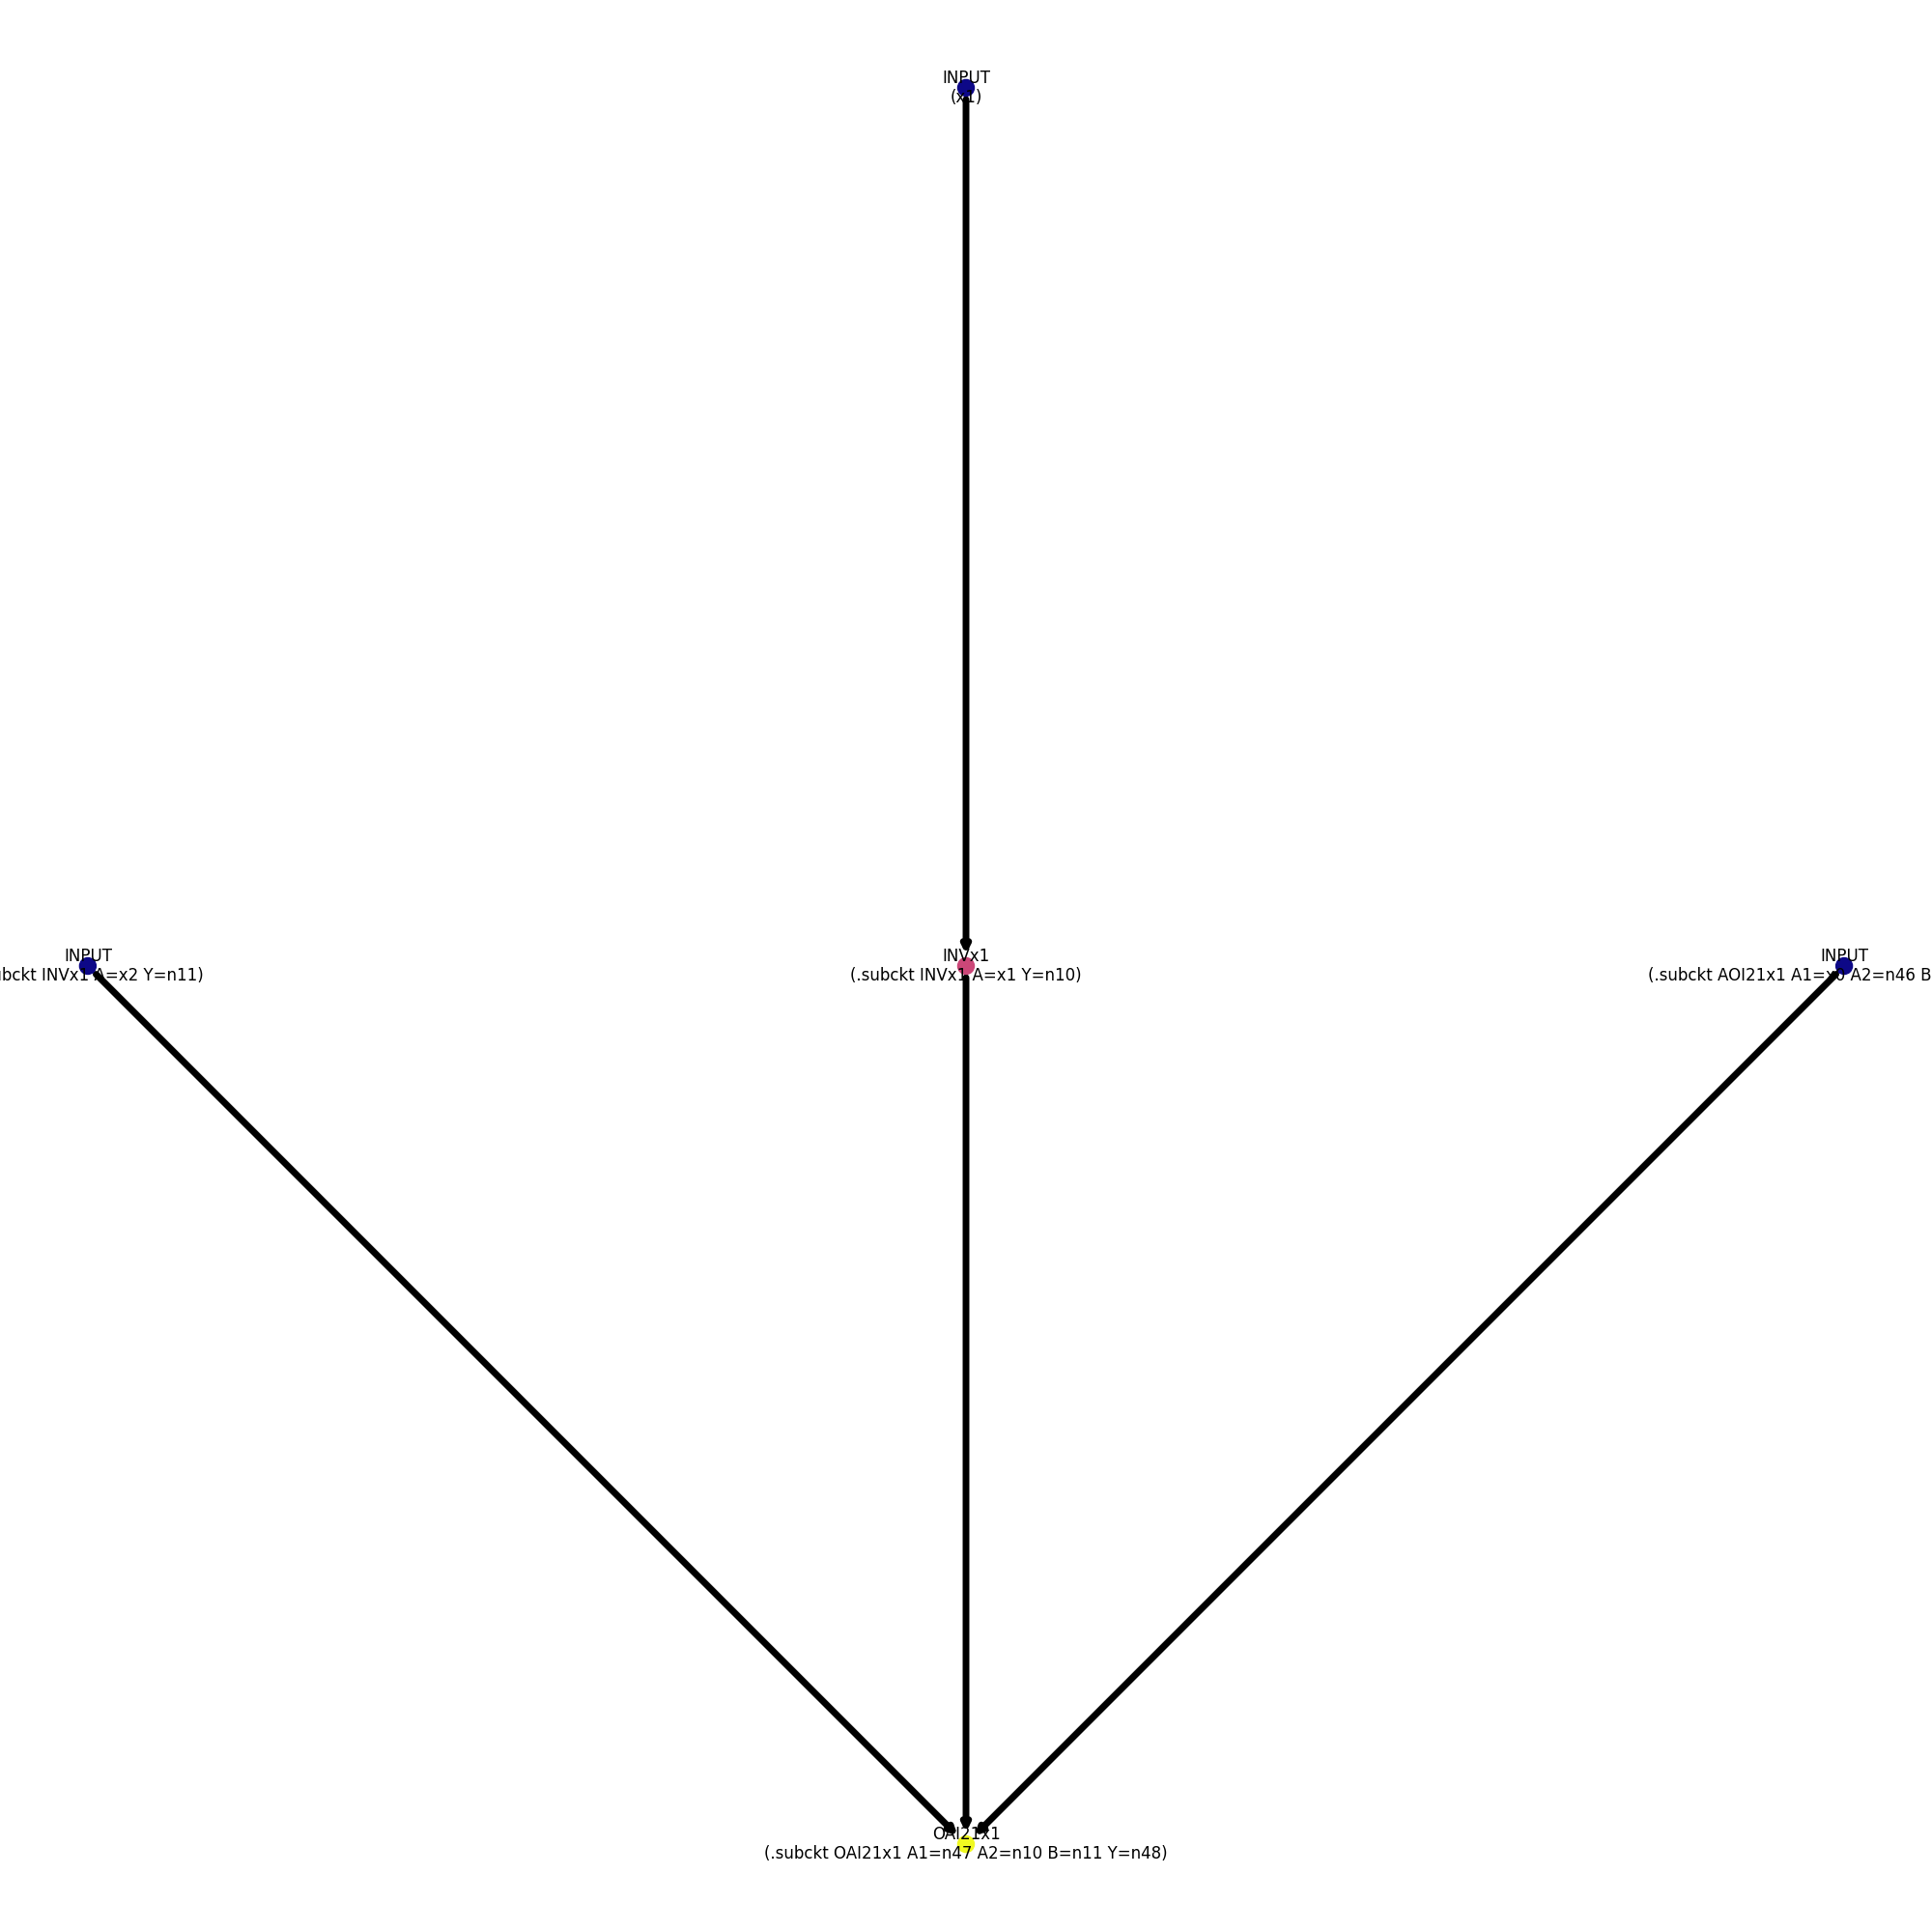 INPUT
(x1)
INPUT
INVx1 A=x2 Y=n11)
INVx1
(.subckt INVx1 A=x1 Y=n10)
INPUT
(.subckt AOI21x1 A1=x0 A2=n46 B
OAI21x1
(.subckt OAI21x1 A1=n47 A2=n10 B=n11 Y=n48)